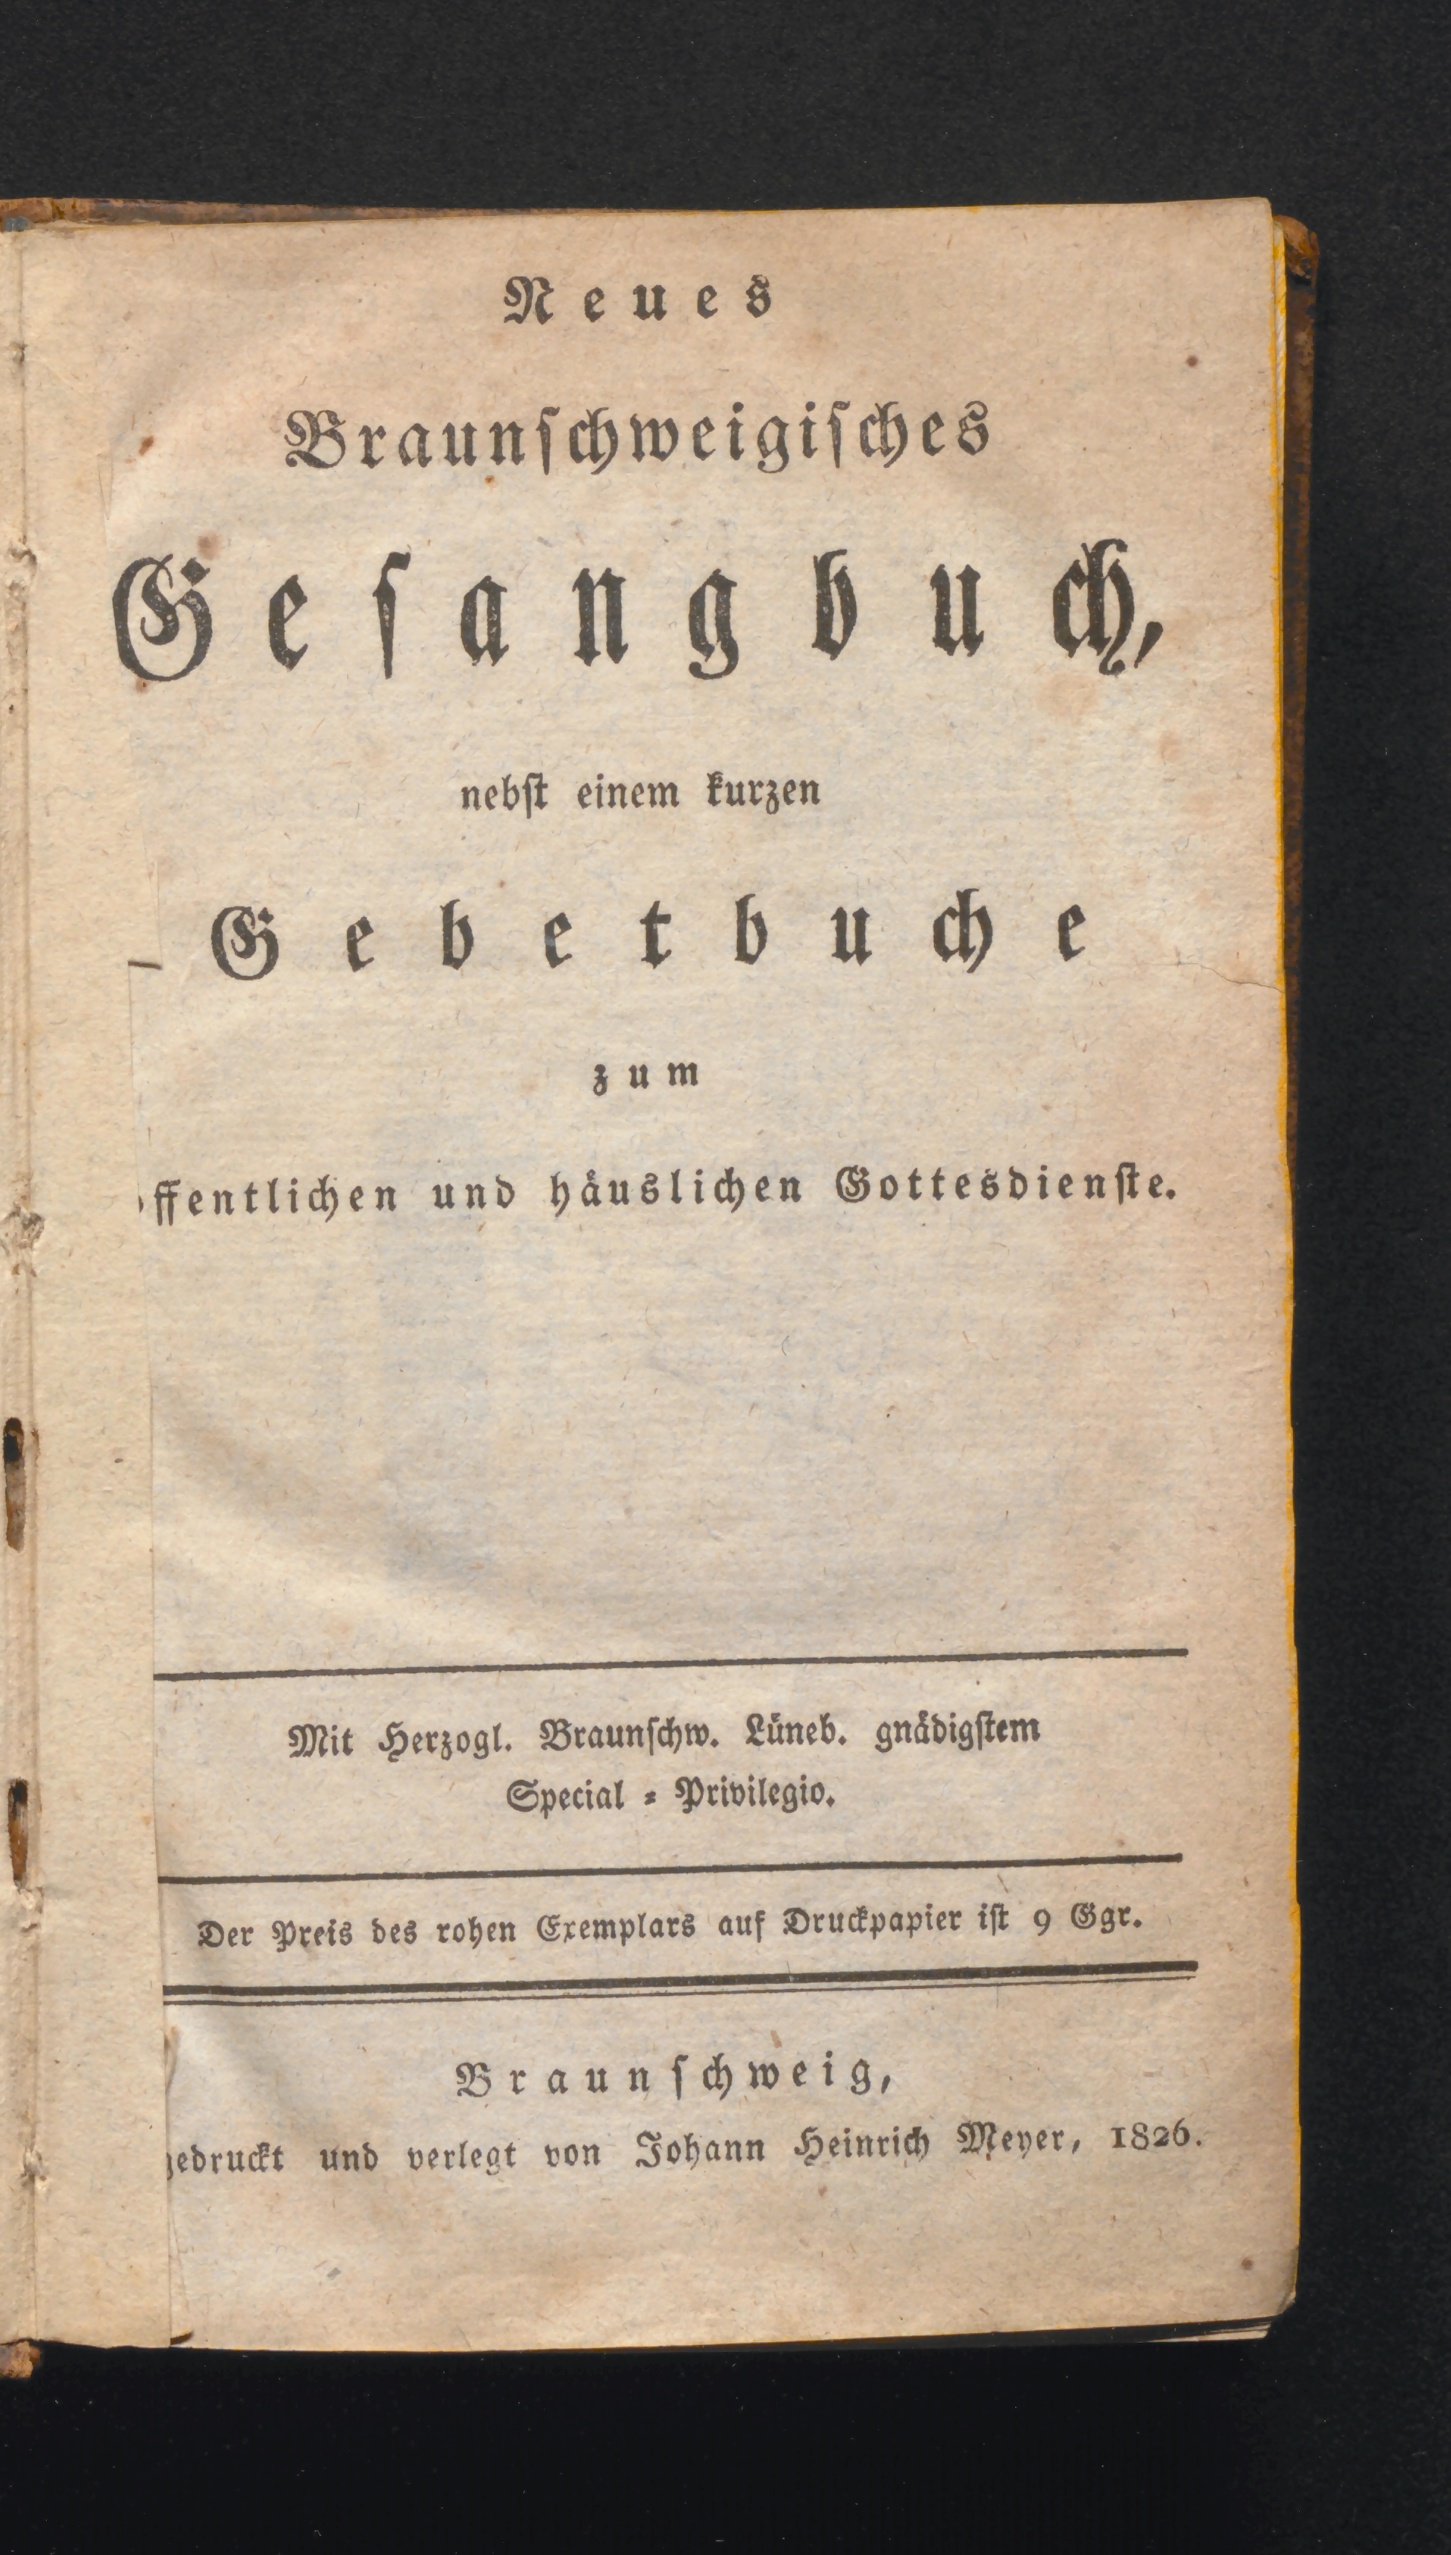 Neues
Braunſchweigiſches
Geſangbuch,
nebſt einem kurzen
Gebetbuche
zum
öffentlichen und häuslichen Gottesdienſte.
Mit Herzogl. Braunſchw. Lüneb. gnädigſtem
Special⸗Privilegio.
Der Preis des rohen Exemplars auf Druckpapier iſt 9 Ggr.
Braunſchweig,
gedruckt und verlegt von Johann Heinrich Meyer, 1826.